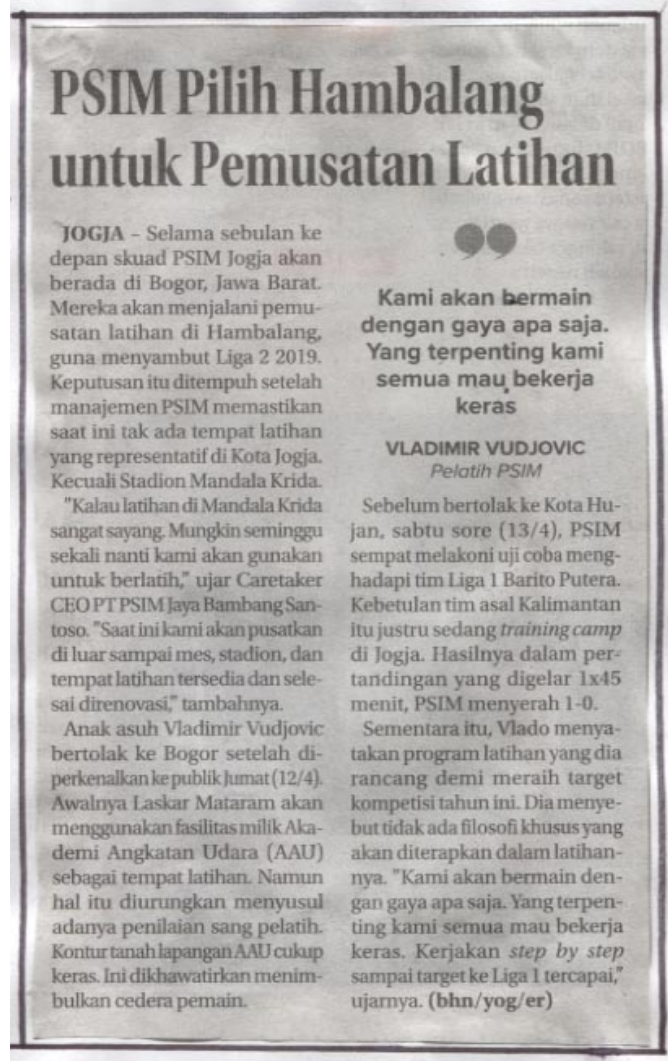 PSIM Pilih Hambalang
untuk Pemusatan Latihan
JOGJA – Selama sebulan ke
depan skuad PSIM Jogja akan
berada di Bogor, Jawa Barat.
Mereka akan menjalani pemu-
satan latihan di Hambalang,
guna menyambut Liga 2 2019.
Keputusan itu ditempuh setelah
manajemen PSIM memastikan
saat ini tak ada tempat latihan
yang representatif di Kota Jogja.
Kecuali Stadion Mandala Krida.
"Kalau latihan di Mandala Krida
sangat sayang. Mungkin seminggu
sekali nanti kami akan gunakan
untuk berlatih," ujar Caretaker
CEO PT PSIM Jaya Bambang San-
toso. "Saat ini kami akan pusatkan
di luar sampai mes, stadion, dan
tempat latihan tersedia dan sele-
sai direnovasi," tambahnya.
Anak asuh Vladimir Vudjovic
bertolak ke Bogor setelah di-
perkenalkan ke publik Jumat (12/4).
Awalnya Laskar Mataram akan
menggunakan fasilitas milik Aka-
demi Angkatan Udara (AAU)
sebagai tempat latihan. Namun
hal itu diurungkan menyusul
adanya penilaian sang pelatih.
Kontur tanah lapangan AAU cukup
keras. Ini dikhawatirkan menim-
bulkan cedera pemain.
"
Kami akan bermain
dengan gaya apa saja.
Yang terpenting kami
semua mau bekerja
keras
VLADIMIR VUDJOVIC
Pelatih PSIM
Sebelum bertolak ke Kota Hu-
jan, sabtu sore (13/4), PSIM
sempat melakoni uji coba meng-
hadapi tim Liga 1 Barito Putera.
Kebetulan tim asal Kalimantan
itu justru sedang training camp
di Jogja. Hasilnya dalam per-
tandingan yang digelar 1x45
menit, PSIM menyerah 1-0.
Sementara itu, Vlado menya-
takan program latihan yang dia
rancang demi meraih target
kompetisi tahun ini. Dia menye-
but tidak ada filosofi khusus yang
akan diterapkan dalam latihan-
nya. "Kami akan bermain den-
gan gaya apa saja. Yang terpen-
ting kami semua mau bekerja
keras. Kerjakan step by step
sampai target ke Liga 1 tercapai,"
ujarnya. (bhn/yog/er)